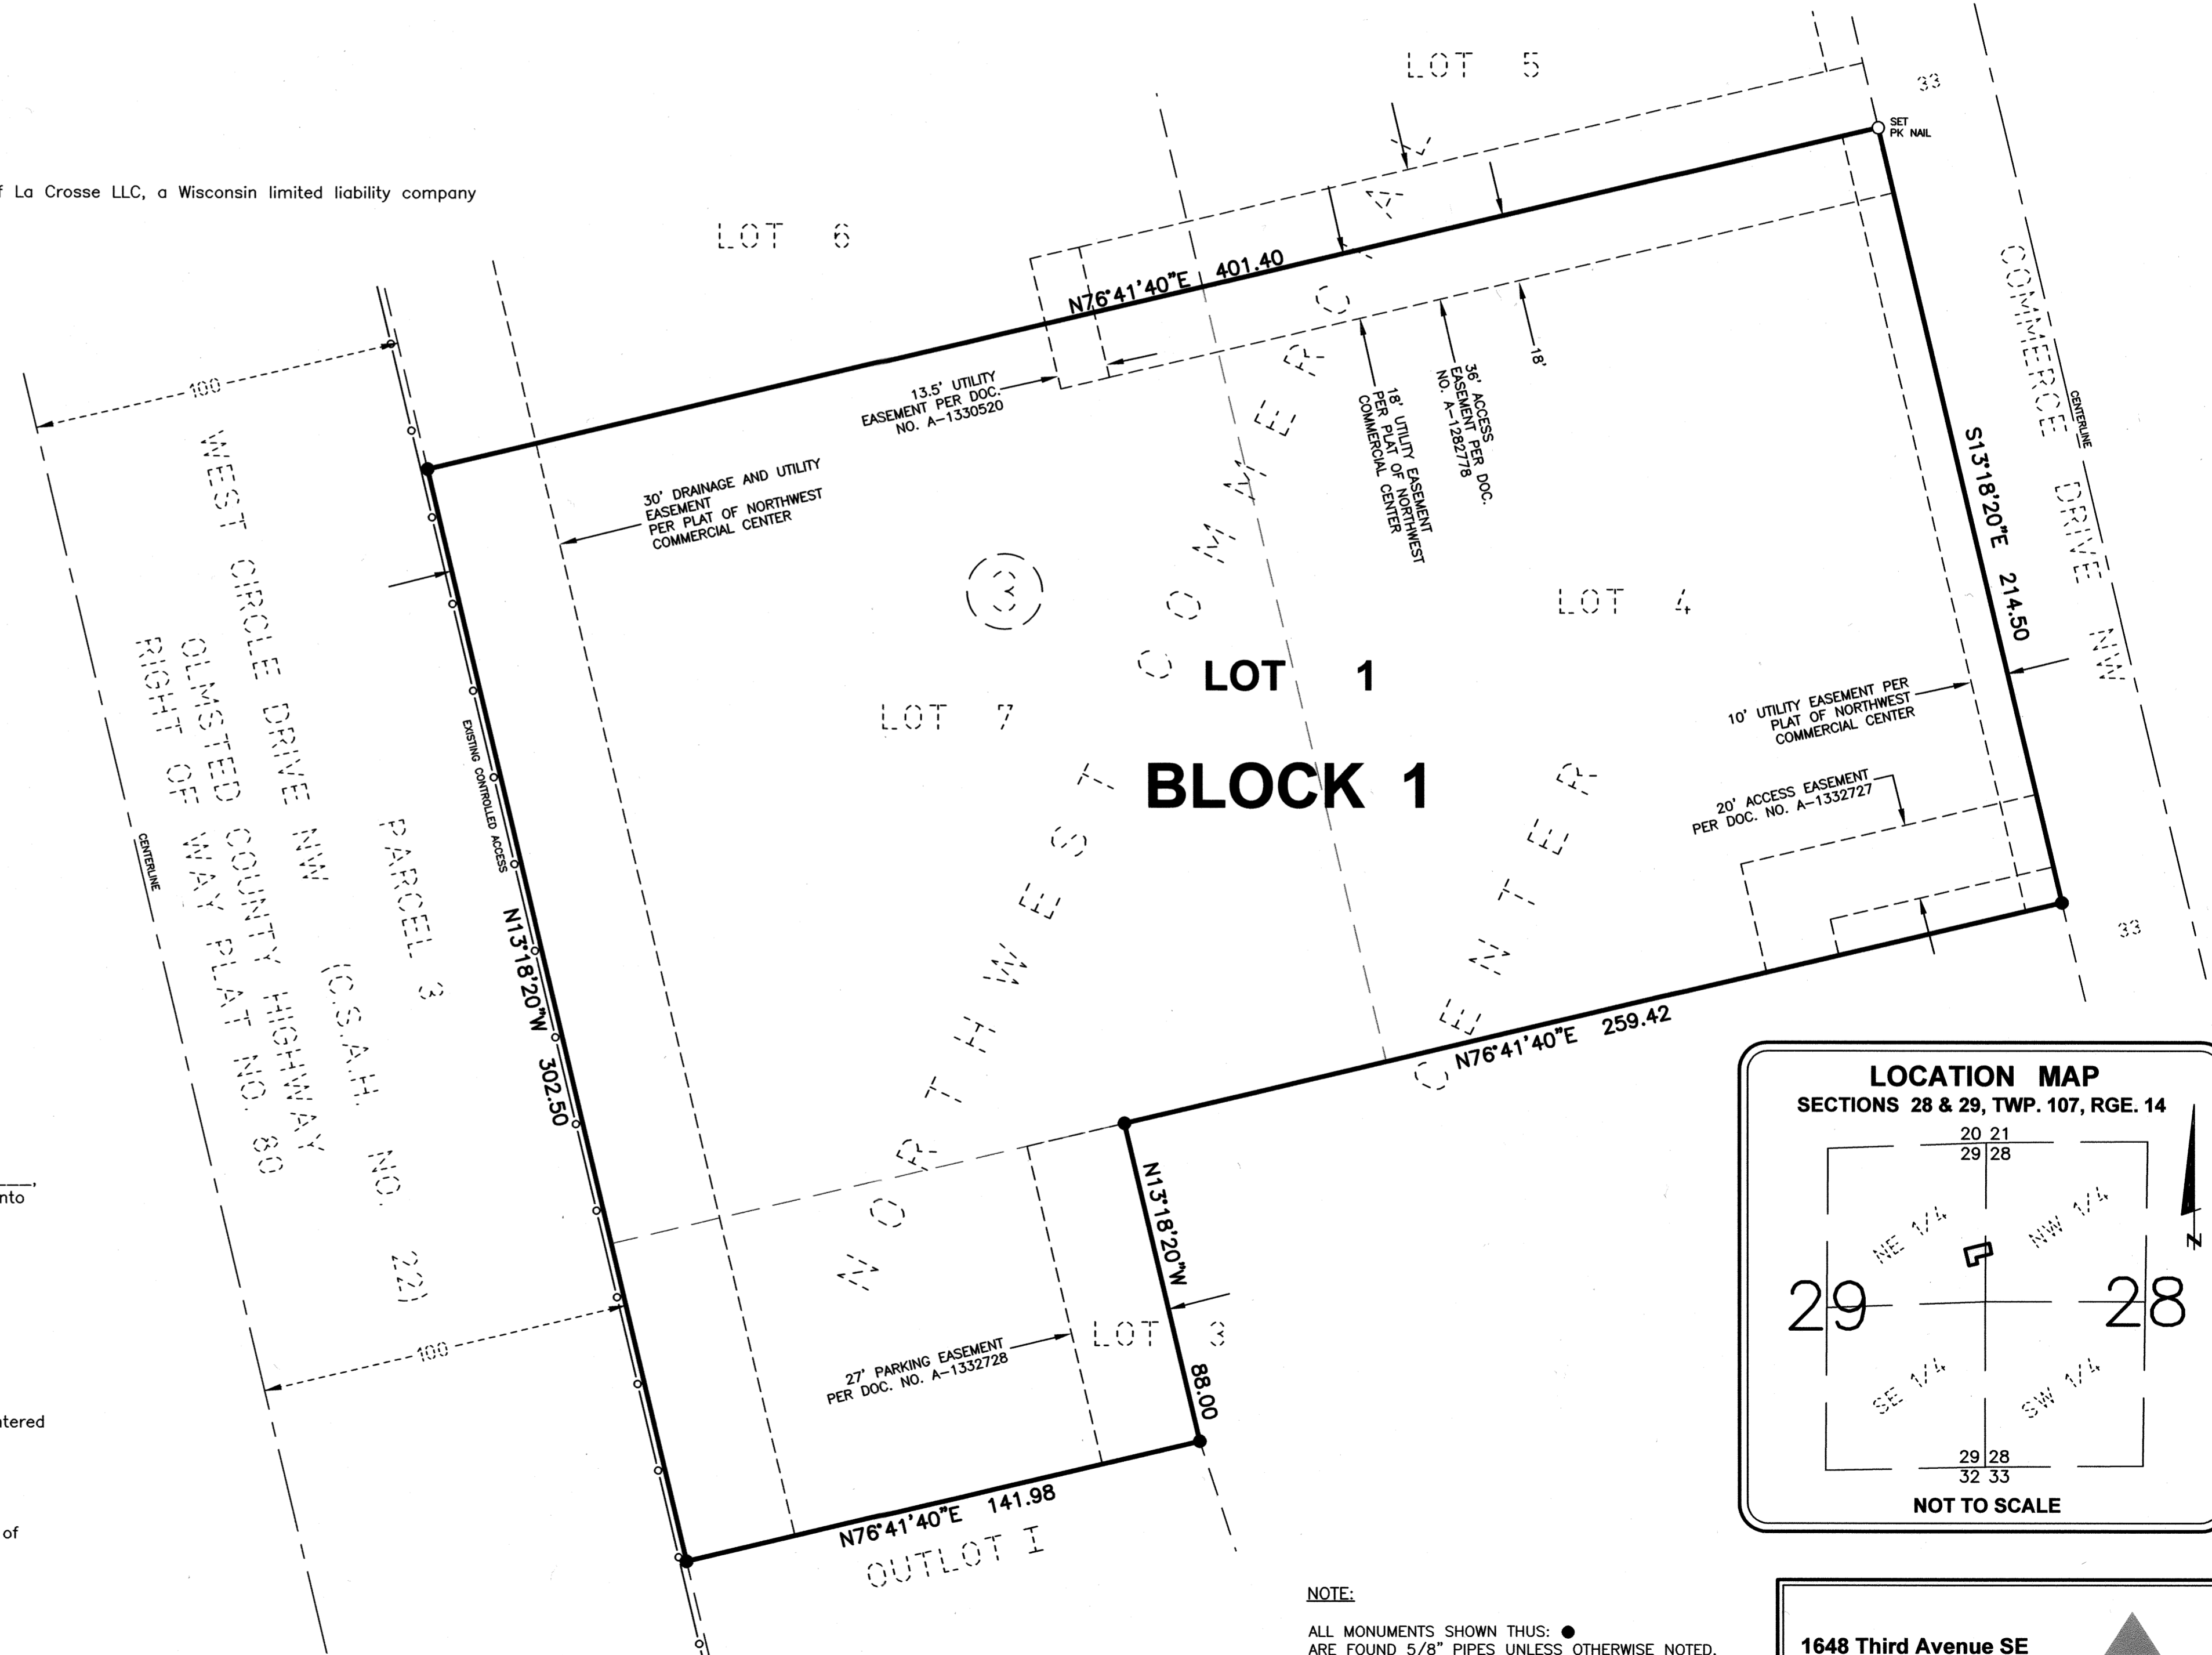 LOT 5
33
SET
PK NAIL
f La Crosse LLC, a Wisconsin limited liability company
LOT 6
N76°41'40"E 401.40
COMMERCE DRIVE NW
CENTERLINE
100
13.5' UTILITY
EASEMENT PER DOC.
NO. A-1330520
18'
36' ACCESS
EASEMENT PER DOC.
NO. A-1282778
18' UTILITY EASEMENT
PER PLAT OF NORTHWEST
COMMERCIAL CENTER
30' DRAINAGE AND UTILITY
EASEMENT
PER PLAT OF NORTHWEST
COMMERCIAL CENTER
S13°18'20"E 214.50
3
LOT 4
LOT 1
LOT 7
BLOCK 1
NORTHWEST COMMERCIAL
CENTER
10' UTILITY EASEMENT PER
PLAT OF NORTHWEST
COMMERCIAL CENTER
20' ACCESS EASEMENT
PER DOC. NO. A-1332727
33
WEST CIRCLE DRIVE NW (C.S.A.H. NO. 22)
OLMSTED COUNTY HIGHWAY
RIGHT OF WAY PLAT NO. 80
PARCEL 3
CENTERLINE
EXISTING CONTROLLED ACCESS
N13°18'20"W 302.50
N76°41'40"E 259.42
N13°18'20"W 88.00
100
LOT 3
27' PARKING EASEMENT
PER DOC. NO. A-1332728
N76°41'40"E 141.98
OUTLOT I
nto
ntered
of
LOCATION MAP
SECTIONS 28 & 29, TWP. 107, RGE. 14
20 21
29 28
NE 1/4
NW 1/4
29
28
SE 1/4
SW 1/4
29 28
32 33
NOT TO SCALE
N
NOTE:
ALL MONUMENTS SHOWN THUS: ●
ARE FOUND 5/8" PIPES UNLESS OTHERWISE NOTED.
1648 Third Avenue SE